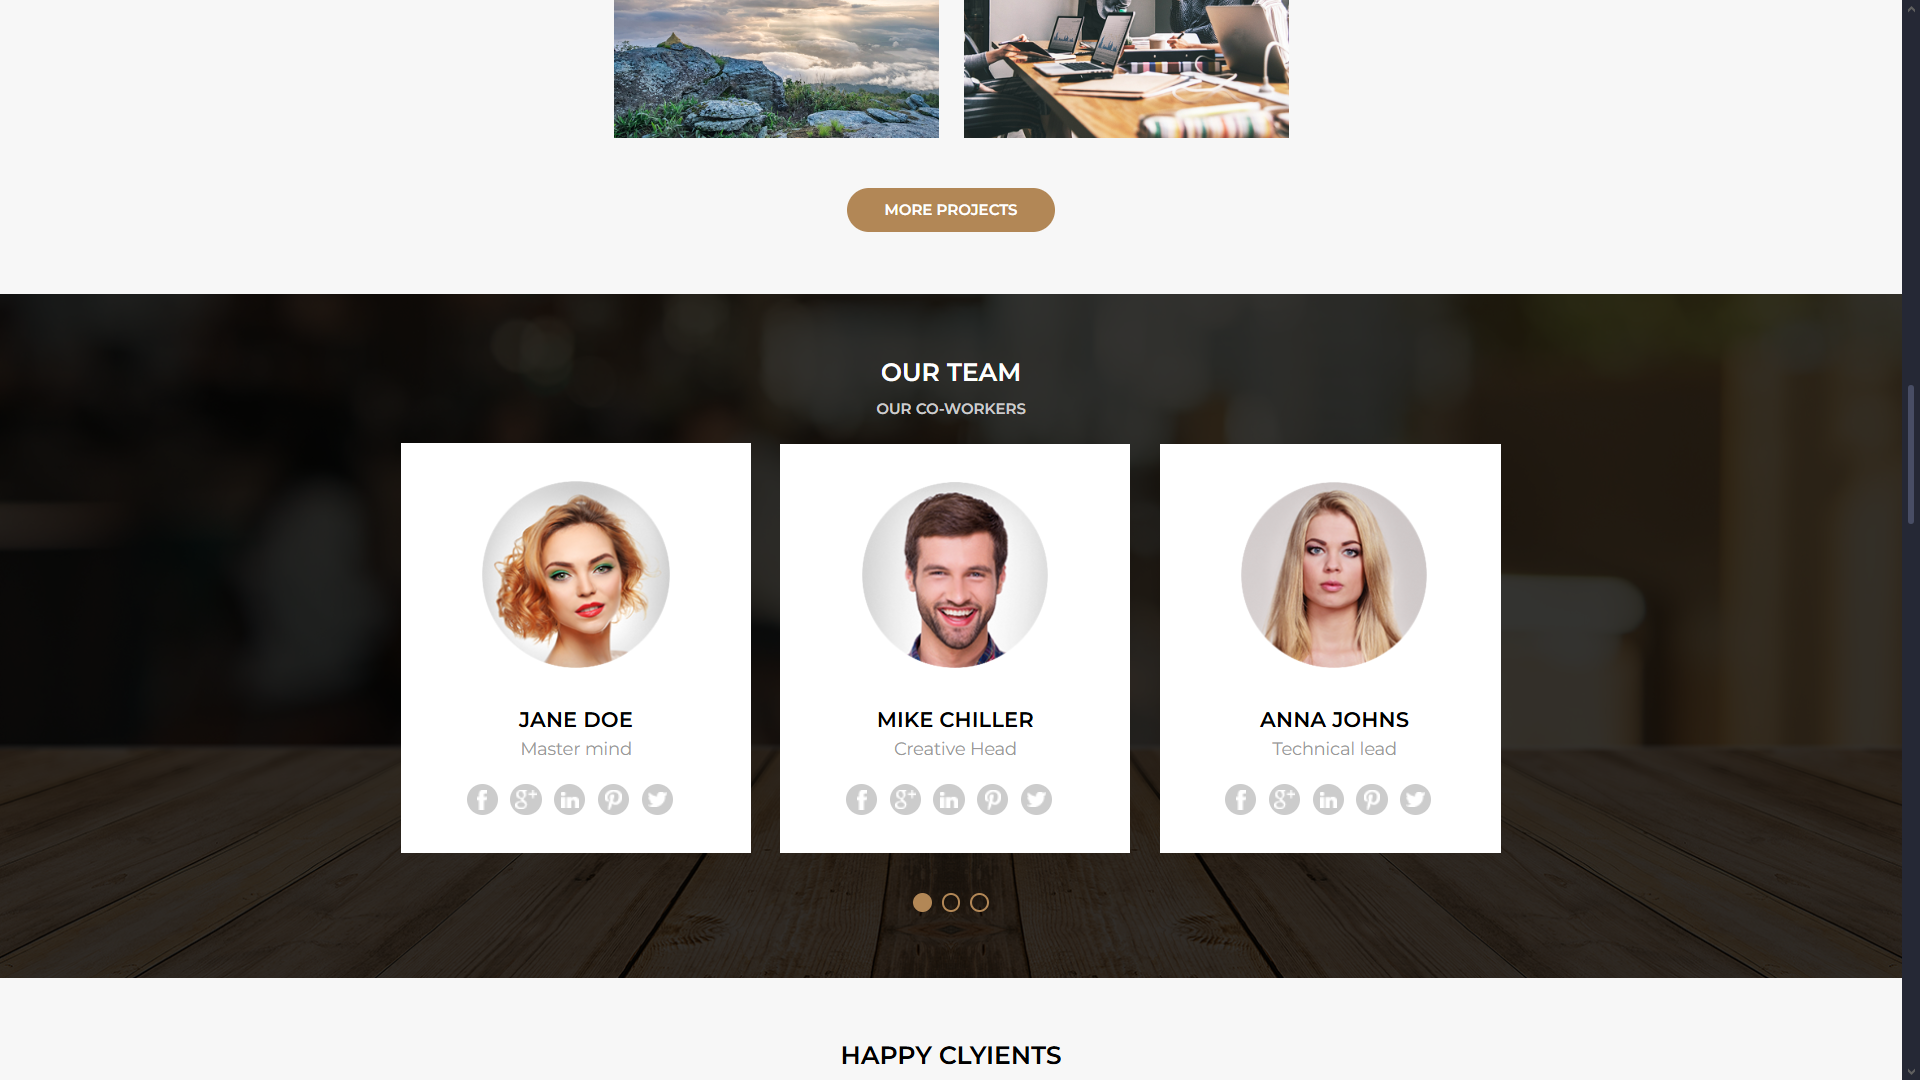 MORE PROJECTS
OUR TEAM
OUR CO-WORKERS
JANE DOE
Master mind
MIKE CHILLER
Creative Head
ANNA JOHNS
Technical lead
HAPPY CLYIENTS